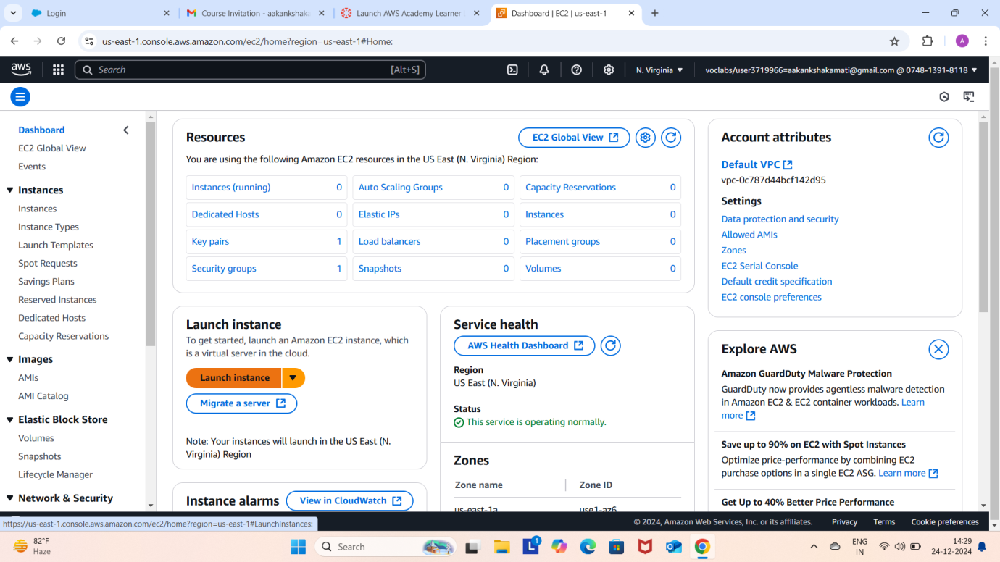 Login
Course Invitation - aakanksha
Launch AWS Academy Learner
Dashboard | EC2 | us-east-1
us-east-1.console.aws.amazon.com/ec2/home?region=us-east-1#Home:
A
aws
Search
[Alt+S]
N. Virginia
voclabs/user3719966=aakankshakamati@gmail.com @ 0748-1391-8118
Dashboard
EC2 Global View
Events
Instances
Instances
Instance Types
Launch Templates
Spot Requests
Savings Plans
Reserved Instances
Dedicated Hosts
Capacity Reservations
Images
AMIs
AMI Catalog
Elastic Block Store
Volumes
Snapshots
Lifecycle Manager
Network & Security
Resources
EC2 Global View
You are using the following Amazon EC2 resources in the US East (N. Virginia) Region:
Instances (running) 0
Auto Scaling Groups 0
Capacity Reservations 0
Dedicated Hosts 0
Elastic IPs 0
Instances 0
Key pairs 1
Load balancers 0
Placement groups 0
Security groups 1
Snapshots 0
Volumes 0
Launch instance
To get started, launch an Amazon EC2 instance, which
is a virtual server in the cloud.
Launch instance
Migrate a server
Note: Your instances will launch in the US East (N.
Virginia) Region
Instance alarms
View in CloudWatch
Service health
AWS Health Dashboard
Region
US East (N. Virginia)
Status
This service is operating normally.
Zones
Zone name
Zone ID
us-east-1a
use1-az6
Account attributes
Default VPC
vpc-0c787d44bcf142d95
Settings
Data protection and security
Allowed AMIs
Zones
EC2 Serial Console
Default credit specification
EC2 console preferences
Explore AWS
Amazon GuardDuty Malware Protection
GuardDuty now provides agentless malware detection
in Amazon EC2 & EC2 container workloads. Learn
more
Save up to 90% on EC2 with Spot Instances
Optimize price-performance by combining EC2
purchase options in a single EC2 ASG. Learn more
Get Up to 40% Better Price Performance
https://us-east-1.console.aws.amazon.com/ec2/home?region=us-east-1#LaunchInstances:
© 2024, Amazon Web Services, Inc. or its affiliates.
Privacy
Terms
Cookie preferences
82°F
Haze
Search
L
1
ENG
IN
14:29
24-12-2024